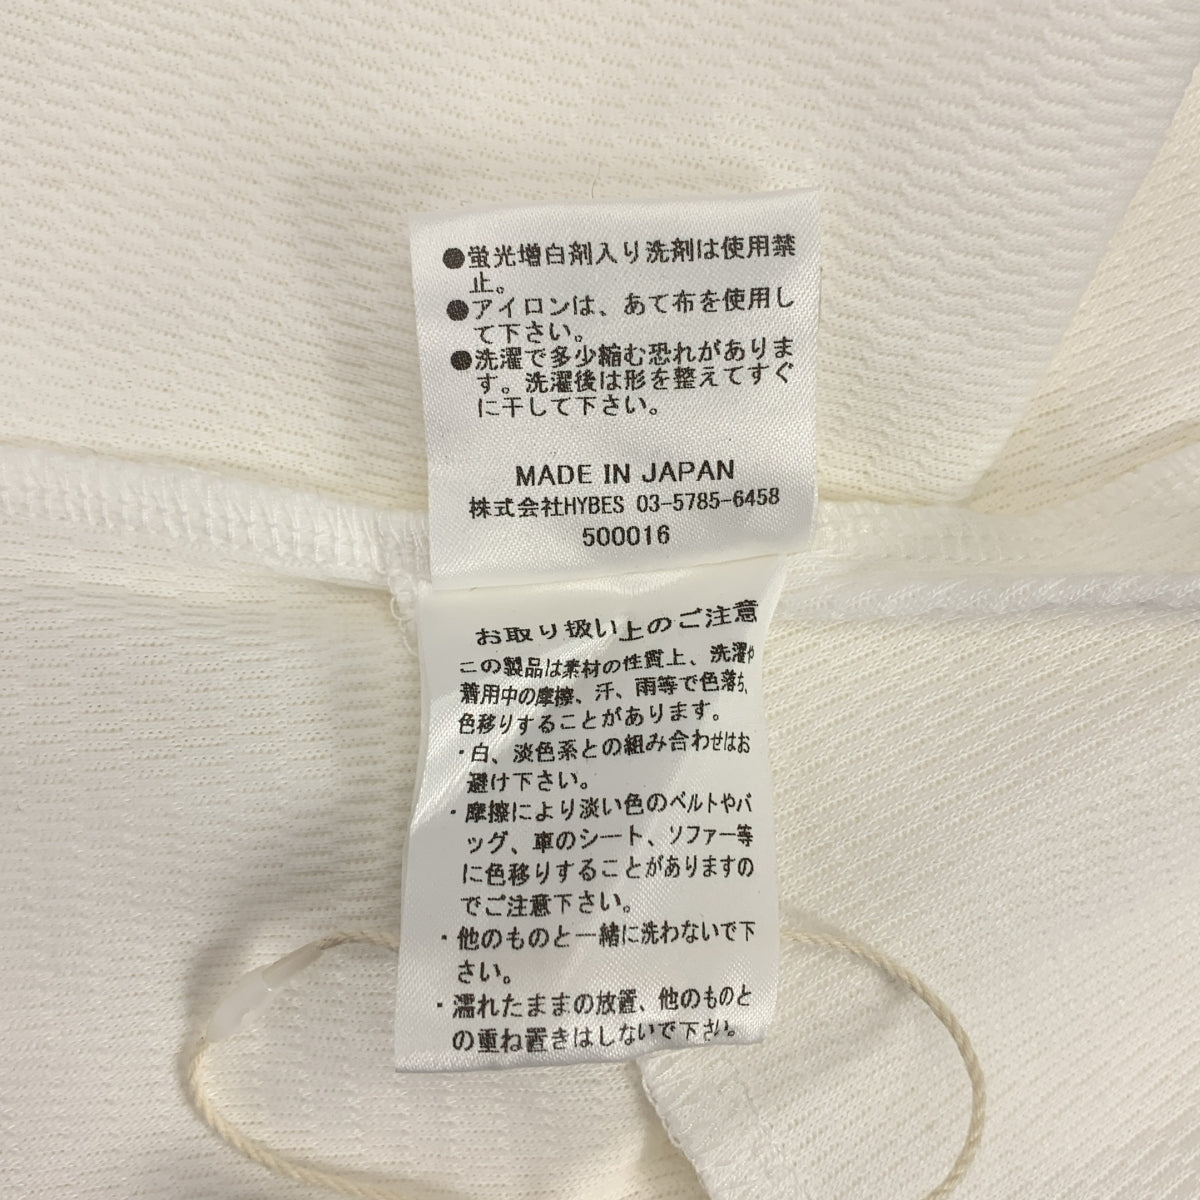 ●蛍光増白剤入り洗剤は使用禁
止。
●アイロンは、あて布を使用し
て下さい。
●洗濯で多少縮む恐れがありま
す。洗濯後は形を整えてすぐ
に干して下さい。
MADE IN JAPAN
株式会社HYBES 03-5785-6458
500016
お取り扱い上のご注意
この製品は素材の性質上、洗濯や
着用中の摩擦、汗、雨等で色落ち、
色移りすることがあります。
・白、淡色系との組み合わせはお
避け下さい。
・摩擦により淡い色のベルトやバ
ッグ、車のシート、ソファー等
に色移りすることがありますの
でご注意下さい。
・他のものと一緒に洗わないで下
さい。
・濡れたままの放置、他のものと
の重ね置きはしないで下さい。